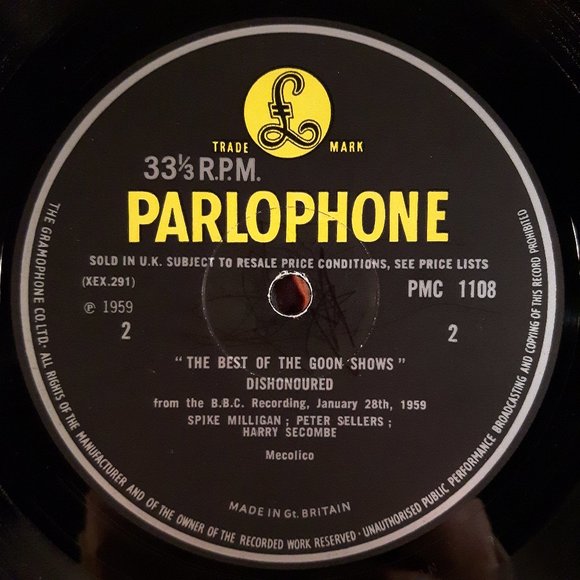 £
TRADE MARK
33⅓ R.P.M.
PARLOPHONE
SOLD IN U.K. SUBJECT TO RESALE PRICE CONDITIONS, SEE PRICE LISTS
(XEX.291)
PMC 1108
℗ 1959
2
2
"THE BEST OF THE GOON SHOWS"
DISHONOURED
from the B.B.C. Recording, January 28th, 1959
SPIKE MILLIGAN ; PETER SELLERS ;
HARRY SECOMBE
Mecolico
MADE IN Gt. BRITAIN
THE GRAMOPHONE CO. LTD. · ALL RIGHTS OF THE MANUFACTURER AND OF THE OWNER OF THE RECORDED WORK RESERVED · UNAUTHORISED PUBLIC PERFORMANCE BROADCASTING AND COPYING OF THIS RECORD PROHIBITED